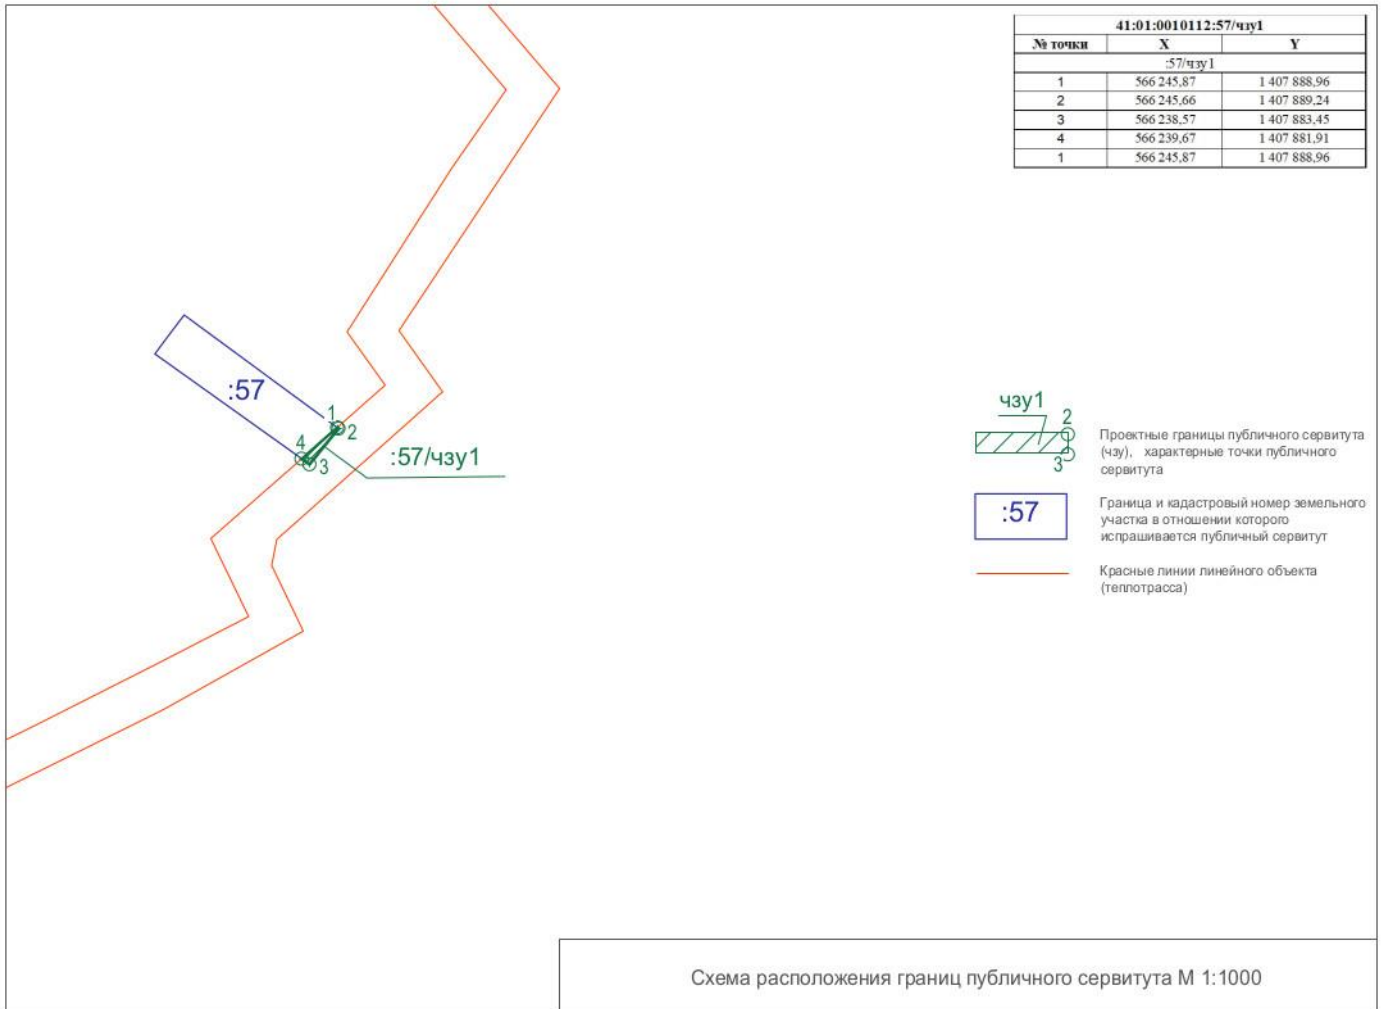 41:01:0010112:57/чзу1
№ точки X Y
:57/чзу1
1 566 245,87 1 407 888,96
2 566 245,66 1 407 889,24
3 566 238,57 1 407 883,45
4 566 239,67 1 407 881,91
1 566 245,87 1 407 888,96
:57
1
2
4
3
:57/чзу1
чзу1
2
3
Проектные границы публичного сервитута
(чзу), характерные точки публичного
сервитута
:57
Граница и кадастровый номер земельного
участка в отношении которого
испрашивается публичный сервитут
Красные линии линейного объекта
(теплотрасса)
Схема расположения границ публичного сервитута М 1:1000